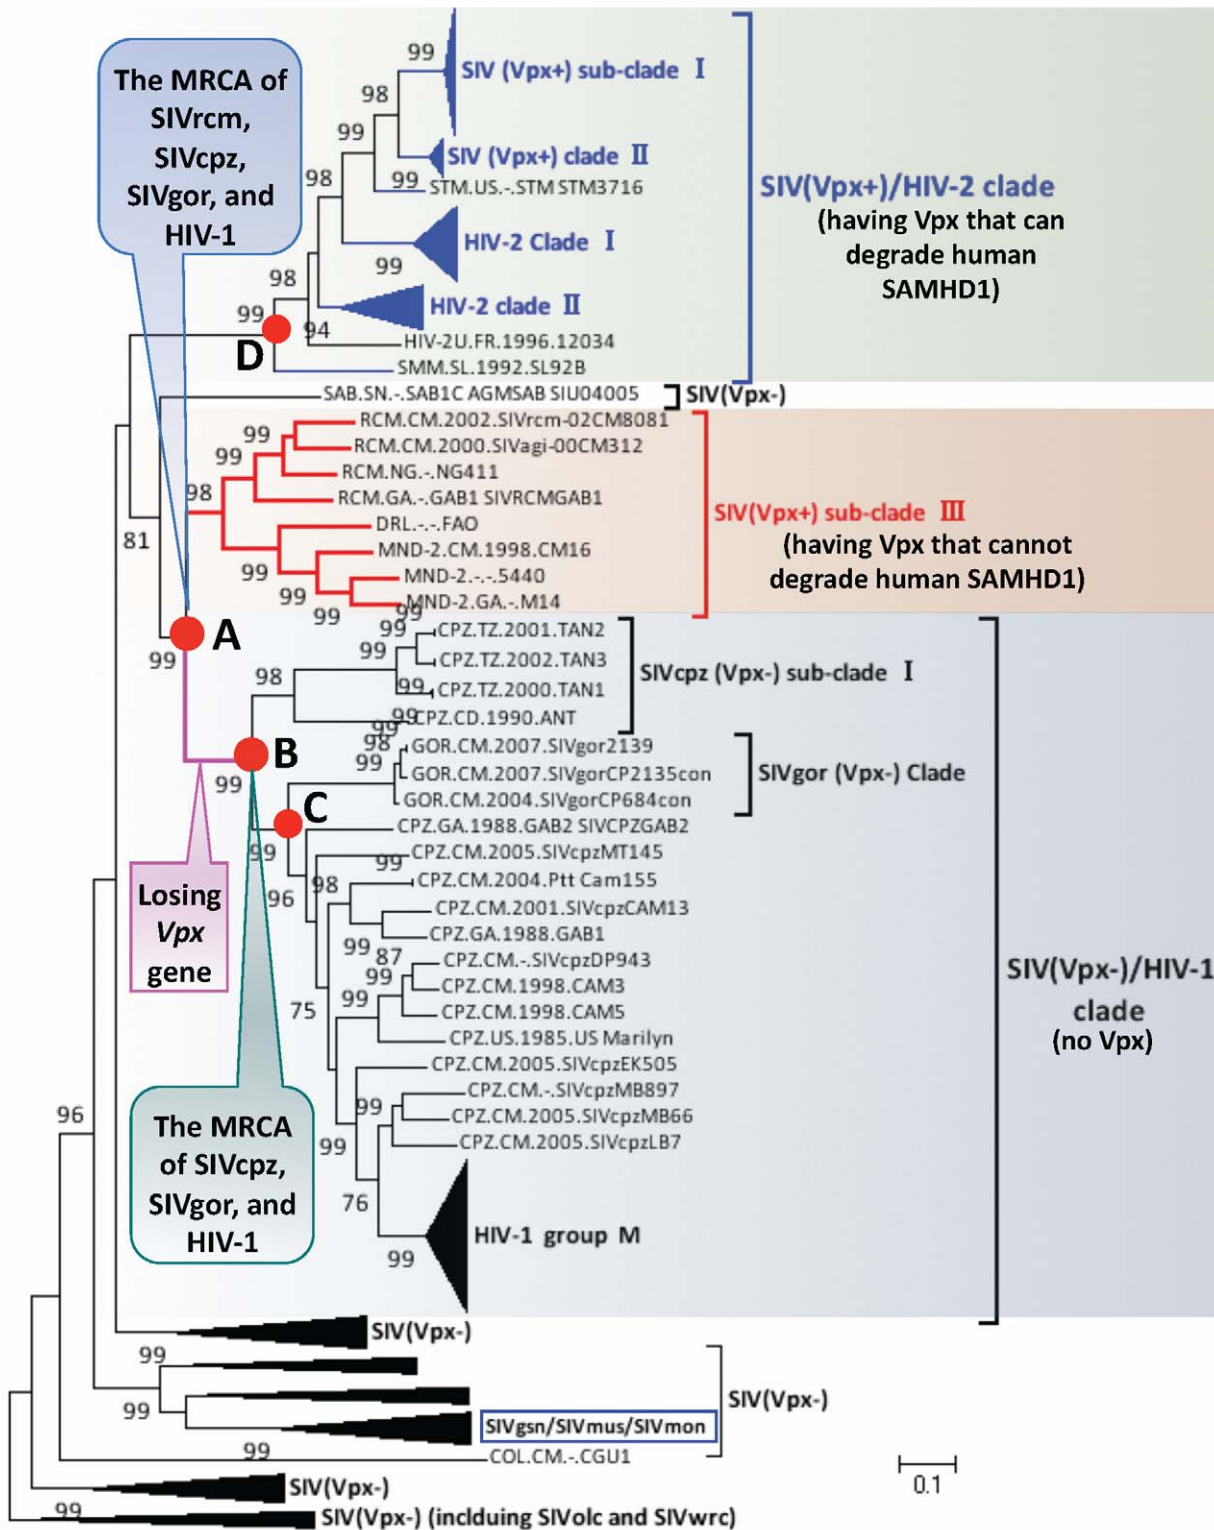 The MRCA of
SIVrcm,
SIVcpz,
SIVgor, and
HIV-1
99
SIV (Vpx+) sub-clade I
98
99
SIV (Vpx+) clade II
99
STM.US.-.STM STM3716
98
HIV-2 Clade I
99
98
HIV-2 clade II
99
94
D
HIV-2U.FR.1996.12034
SMM.SL.1992.SL92B
SIV(Vpx+)/HIV-2 clade
(having Vpx that can
degrade human
SAMHD1)
SAB.SN.-.SAB1C AGMSAB SIU04005
SIV(Vpx-)
RCM.CM.2002.SIVrcm-02CM8081
99
RCM.CM.2000.SIVagi-00CM312
99
RCM.NG.-.NG411
98
RCM.GA.-.GAB1 SIVRCMGAB1
DRL.-.-.FAO
81
MND-2.CM.1998.CM16
99
MND-2.-.-.5440
99
MND-2.GA.-.M14
99
SIV(Vpx+) sub-clade III
(having Vpx that cannot
degrade human SAMHD1)
99
A
99
99
CPZ.TZ.2001.TAN2
99
CPZ.TZ.2002.TAN3
98
99
CPZ.TZ.2000.TAN1
99
CPZ.CD.1990.ANT
SIVcpz (Vpx-) sub-clade I
99
98
GOR.CM.2007.SIVgor2139
99
GOR.CM.2007.SIVgorCP2135con
GOR.CM.2004.SIVgorCP684con
SIVgor (Vpx-) Clade
B
99
C
CPZ.GA.1988.GAB2 SIVCPZGAB2
99
CPZ.CM.2005.SIVcpzMT145
99
96
98
CPZ.CM.2004.Ptt Cam155
CPZ.CM.2001.SIVcpzCAM13
CPZ.GA.1988.GAB1
99
87
CPZ.CM.-.SIVcpzDP943
99
CPZ.CM.1998.CAM3
99
75
CPZ.CM.1998.CAM5
CPZ.US.1985.US Marilyn
CPZ.CM.2005.SIVcpzEK505
CPZ.CM.-.SIVcpzMB897
99
CPZ.CM.2005.SIVcpzMB66
99
CPZ.CM.2005.SIVcpzLB7
76
HIV-1 group M
99
SIV(Vpx-)/HIV-1
clade
(no Vpx)
Losing
Vpx
gene
The MRCA
of SIVcpz,
SIVgor, and
HIV-1
96
SIV(Vpx-)
99
99
SIVgsn/SIVmus/SIVmon
SIV(Vpx-)
99
COL.CM.-.CGU1
SIV(Vpx-)
99
SIV(Vpx-) (inclduing SIVolc and SIVwrc)
0.1